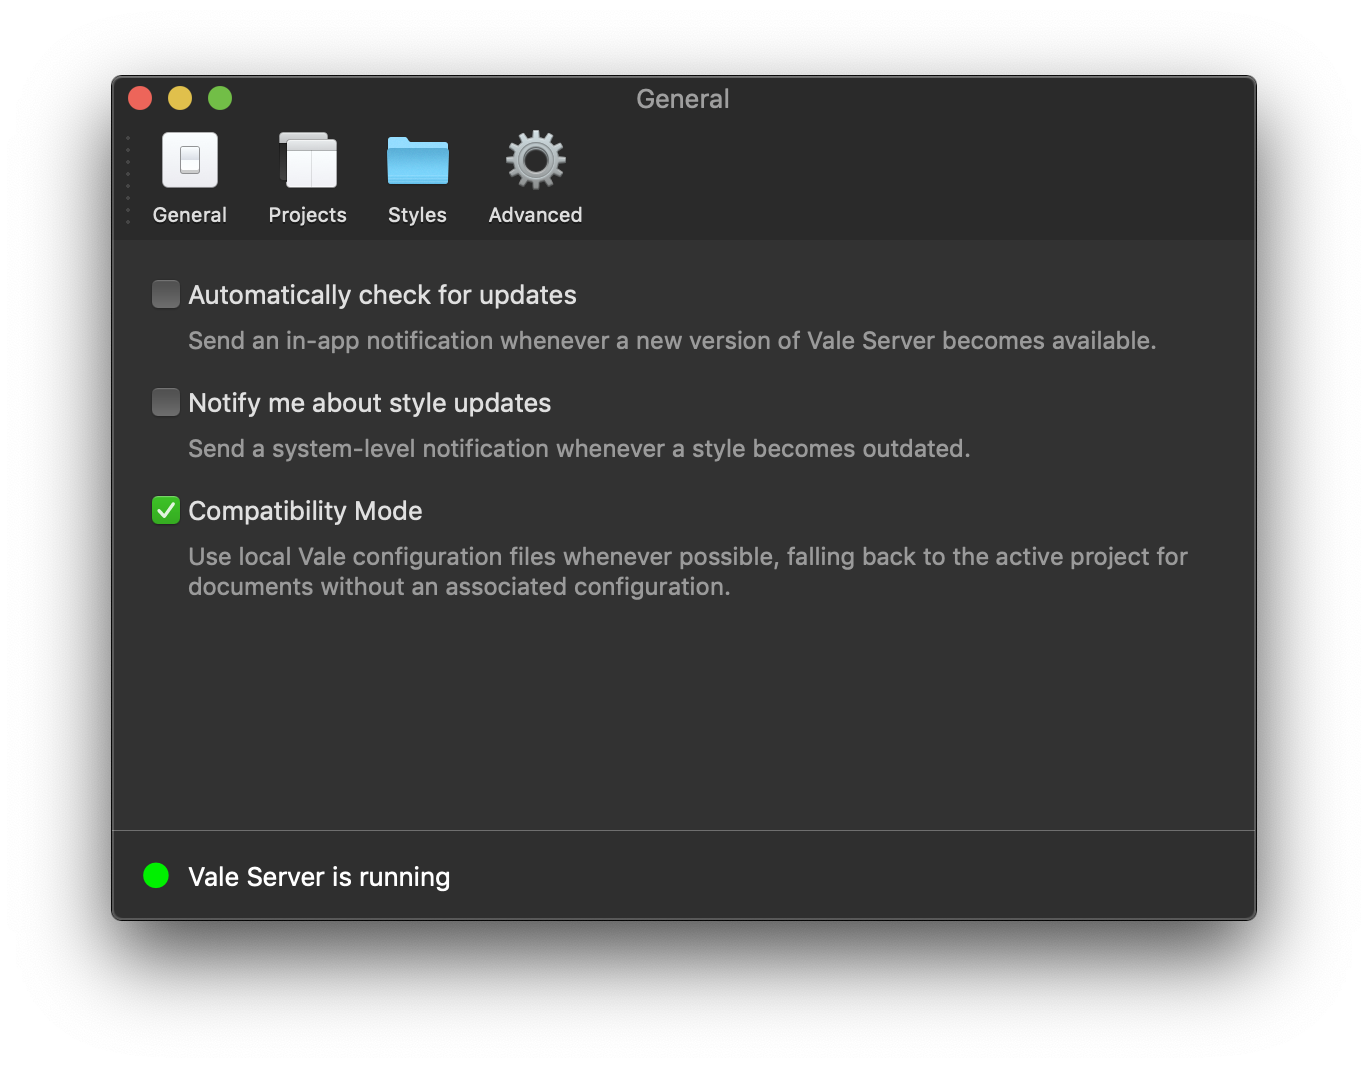 General
General Projects Styles Advanced
Automatically check for updates
Send an in-app notification whenever a new version of Vale Server becomes available.
Notify me about style updates
Send a system-level notification whenever a style becomes outdated.
Compatibility Mode
Use local Vale configuration files whenever possible, falling back to the active project for
documents without an associated configuration.
Vale Server is running